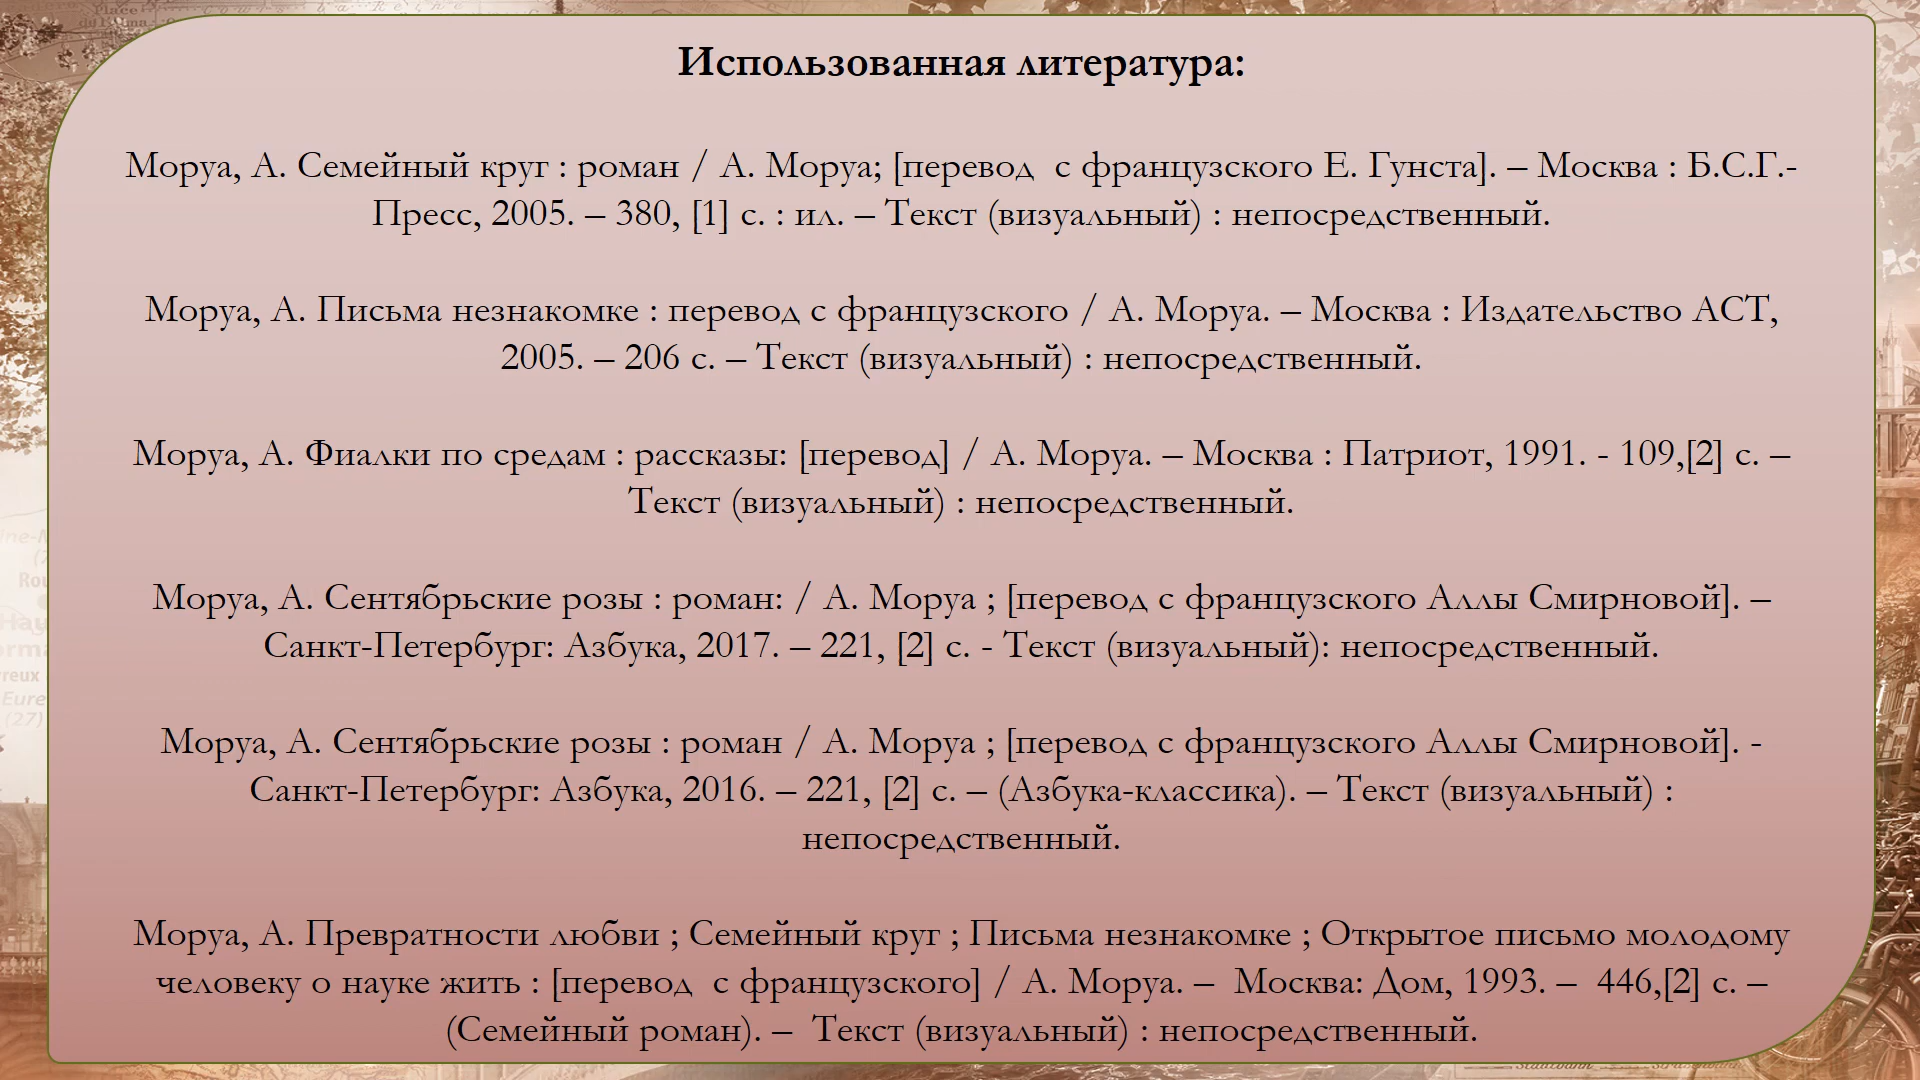 Использованная литература:
Моруа, А. Семейный круг : роман / А. Моруа; [перевод  с французского Е. Гунста]. – Москва : Б.С.Г.-
Пресс, 2005. – 380, [1] с. : ил. – Текст (визуальный) : непосредственный.
Моруа, А. Письма незнакомке : перевод с французского / А. Моруа. – Москва : Издательство АСТ,
2005. – 206 с. – Текст (визуальный) : непосредственный.
Моруа, А. Фиалки по средам : рассказы: [перевод] / А. Моруа. – Москва : Патриот, 1991. - 109,[2] с. –
Текст (визуальный) : непосредственный.
Моруа, А. Сентябрьские розы : роман: / А. Моруа ; [перевод с французского Аллы Смирновой]. –
Санкт-Петербург: Азбука, 2017. – 221, [2] с. - Текст (визуальный): непосредственный.
Моруа, А. Сентябрьские розы : роман / А. Моруа ; [перевод с французского Аллы Смирновой]. -
Санкт-Петербург: Азбука, 2016. – 221, [2] с. – (Азбука-классика). – Текст (визуальный) :
непосредственный.
Моруа, А. Превратности любви ; Семейный круг ; Письма незнакомке ; Открытое письмо молодому
человеку о науке жить : [перевод  с французского] / А. Моруа. –  Москва: Дом, 1993. –  446,[2] с. –
(Семейный роман). –  Текст (визуальный) : непосредственный.
Place
Eure
(27)